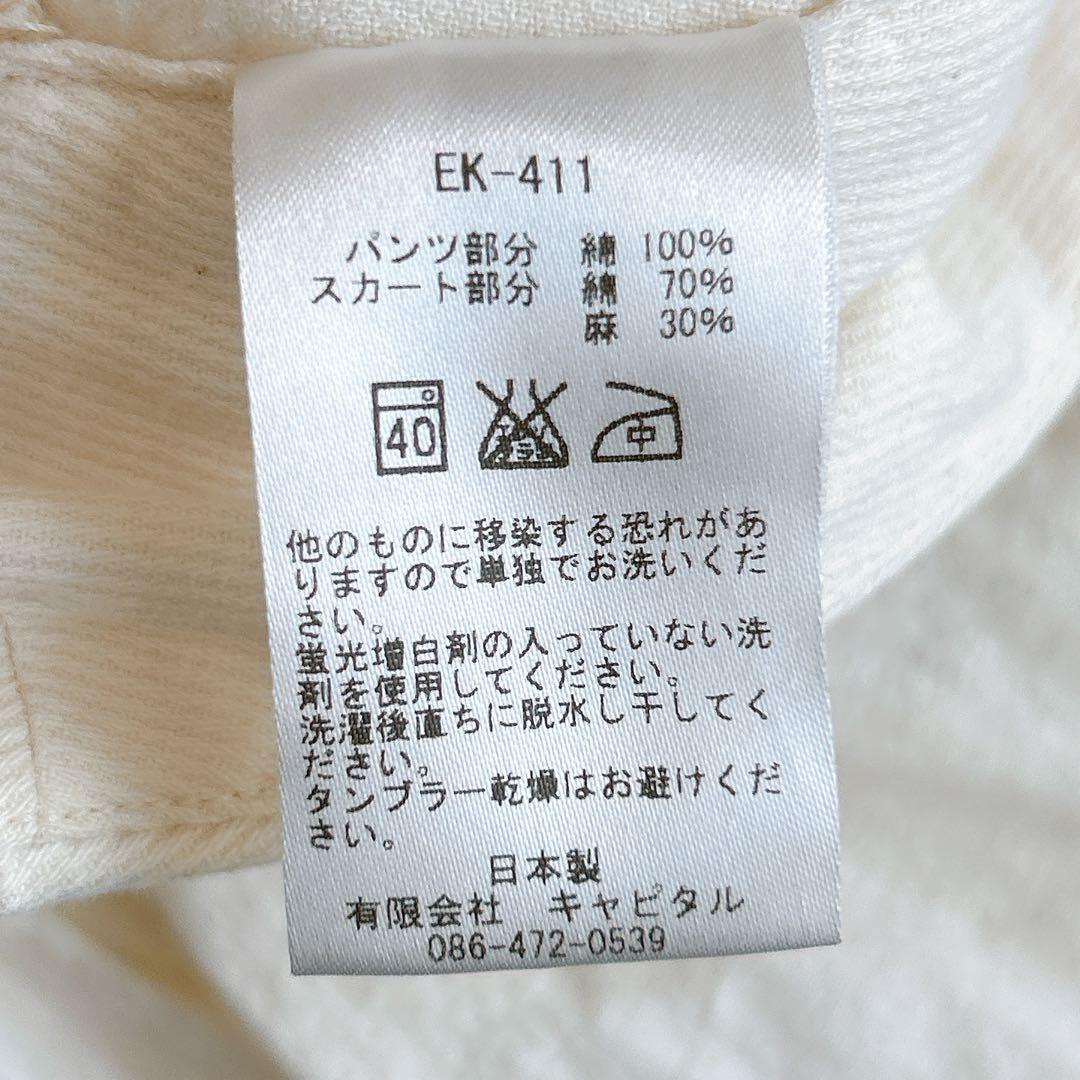 EK-411
パンツ部分 綿 100%
スカート部分 綿 70%
麻 30%
40 エンソサラシ 中
他のものに移染する恐れがあ
りますので単独でお洗いくだ
さい。
蛍光増白剤の入っていない洗
剤を使用してください。
洗濯後直ちに脱水し干してく
ださい。
タンブラー乾燥はお避けくだ
さい。
日本製
有限会社 キャピタル
086-472-0539